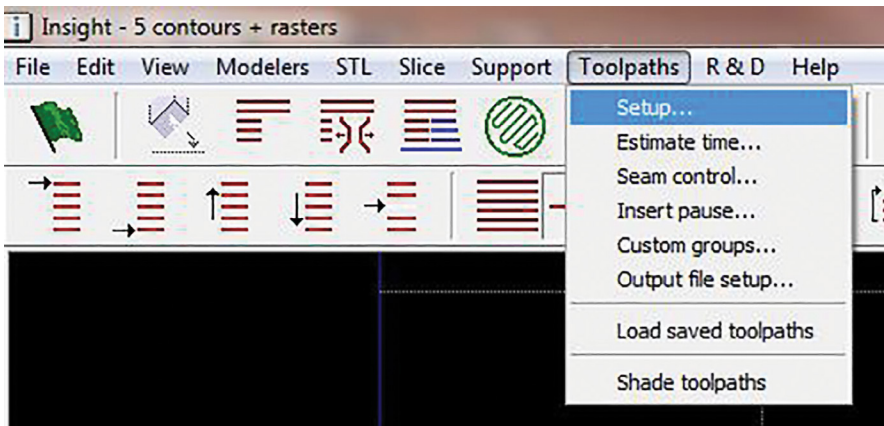 i Insight - 5 contours + rasters
File Edit View Modelers STL Slice Support Toolpaths R & D Help
Setup...
Estimate time...
Seam control...
Insert pause...
Custom groups...
Output file setup...
Load saved toolpaths
Shade toolpaths